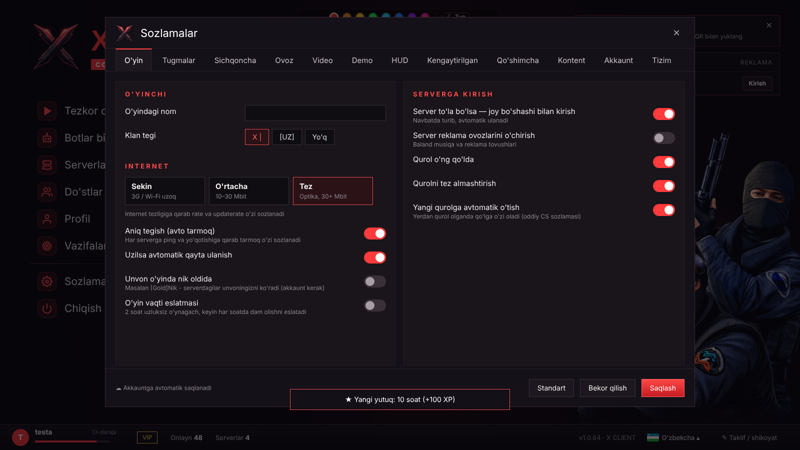 Sozlamalar
QR bilan yuklang
REKLAMA
Kirish
O'yin Tugmalar Sichqoncha Ovoz Video Demo HUD Kengaytirilgan Qo'shimcha Kontent Akkaunt Tizim
O'YINCHI
O'yindagi nom
Klan tegi X | [UZ] Yo'q
INTERNET
Sekin O'rtacha Tez
3G / Wi-Fi uzoq 10–30 Mbit Optika, 30+ Mbit
Internet tezligiga qarab rate va updaterate o'zi sozlanadi
Aniq tegish (avto tarmoq)
Har serverga ping va yo'qotishiga qarab tarmoq o'zi sozlanadi
Uzilsa avtomatik qayta ulanish
Unvon o'yinda nik oldida
Masalan [Gold]Nik - serverdagilar unvoningizni ko'radi (akkaunt kerak)
O'yin vaqti eslatmasi
2 soat uzluksiz o'ynagach, keyin har soatda dam olishni eslatadi
SERVERGA KIRISH
Server to'la bo'lsa — joy bo'shashi bilan kirish
Navbatda turib, avtomatik ulanadi
Server reklama ovozlarini o'chirish
Baland musiqa va reklama tovushlari
Qurol o'ng qo'lda
Qurolni tez almashtirish
Yangi qurolga avtomatik o'tish
Yerdan qurol olganda qo'lga o'zi oladi (oddiy CS sozlamasi)
Tezkor
Botlar bi
Serverla
Do'stlar
Profil
Vazifalar
Sozlama
Chiqish
Akkauntga avtomatik saqlanadi
Standart Bekor qilish Saqlash
★ Yangi yutuq: 10 soat (+100 XP)
T testa VIP Onlayn 48 Serverlar 4 v1.0.64 · X CLIENT O'zbekcha ▴ ✎ Taklif / shikoyat